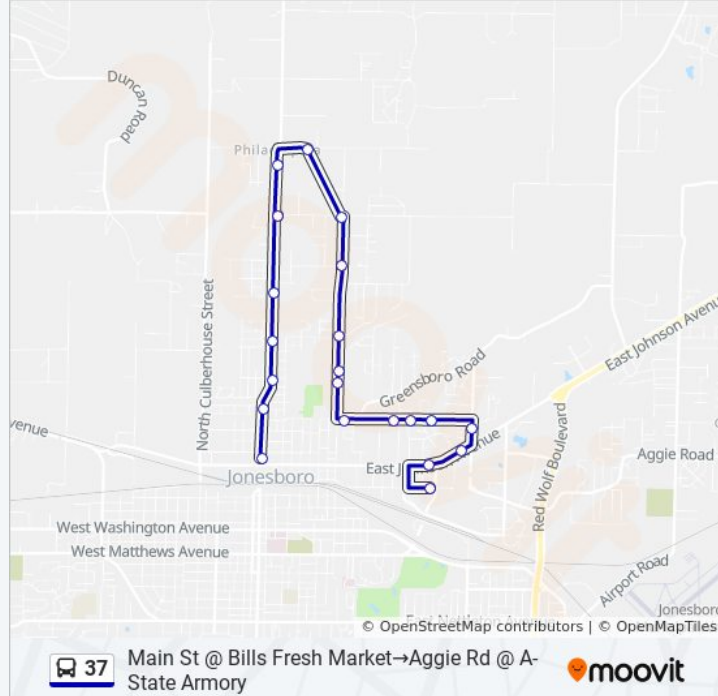 Duncan Road
Phila
a
North Culberhouse Street
East Johnson Avenu
Greensboro Road
venue
East J
enue
Red Wolf Boulevard
Aggie Road
Jonesboro
West Washington Avenue
West Matthews Avenue
Airport Road
Jonesboro
© OpenStreetMap contributors | © OpenMapTiles
37
Main St @ Bills Fresh Market→Aggie Rd @ A-
State Armory
moovit